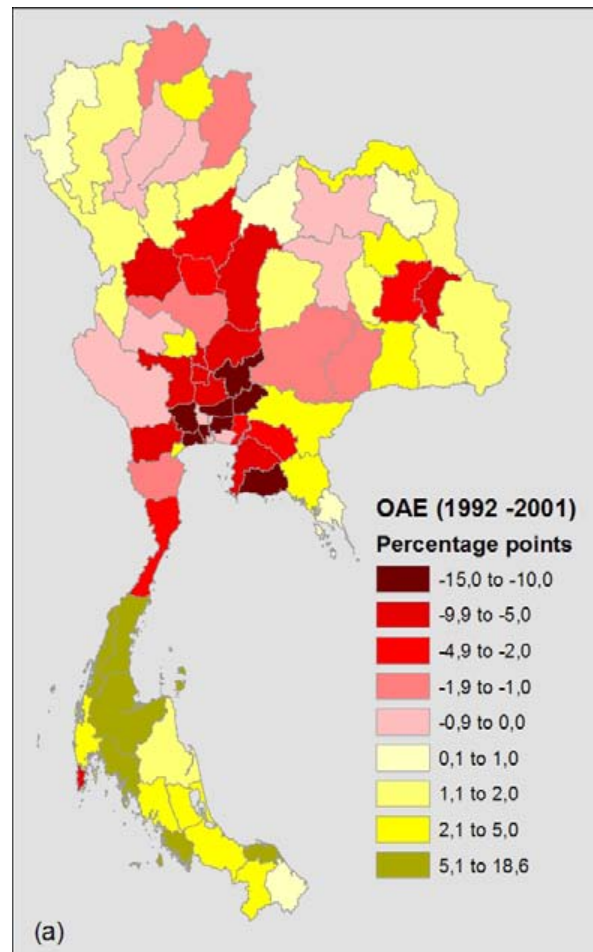 OAE (1992 -2001)
Percentage points
-15,0 to -10,0
-9,9 to -5,0
-4,9 to -2,0
-1,9 to -1,0
-0,9 to 0,0
0,1 to 1,0
1,1 to 2,0
2,1 to 5,0
5,1 to 18,6
(a)